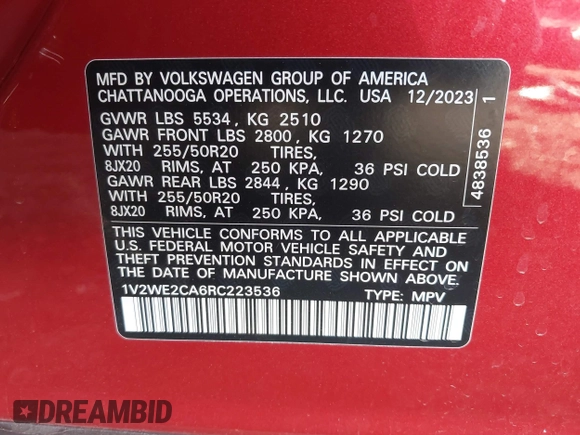 MFD BY VOLKSWAGEN GROUP OF AMERICA
CHATTANOOGA OPERATIONS, LLC. USA 12/2023
GVWR LBS 5534, KG 2510
GAWR FRONT LBS 2800, KG 1270
WITH 255/50R20 TIRES,
8JX20 RIMS, AT 250 KPA, 36 PSI COLD
GAWR REAR LBS 2844, KG 1290
WITH 255/50R20 TIRES,
8JX20 RIMS, AT 250 KPA, 36 PSI COLD
THIS VEHICLE CONFORMS TO ALL APPLICABLE
U.S. FEDERAL MOTOR VEHICLE SAFETY AND
THEFT PREVENTION STANDARDS IN EFFECT ON
THE DATE OF MANUFACTURE SHOWN ABOVE.
1V2WE2CA6RC223536 TYPE: MPV
4838536 1
DREAMBID